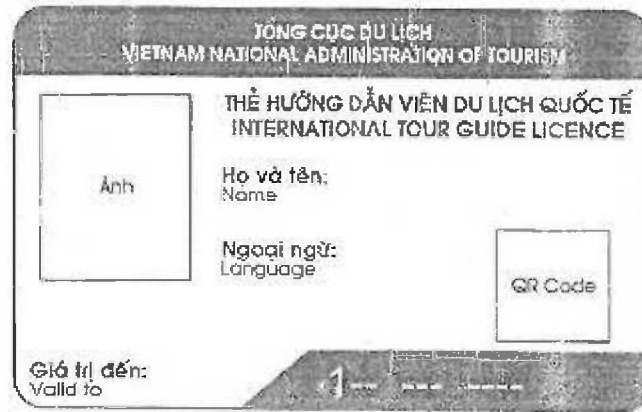 TỔNG CỤC DU LỊCH
VIETNAM NATIONAL ADMINISTRATION OF TOURISM
THẺ HƯỚNG DẪN VIÊN DU LỊCH QUỐC TẾ
INTERNATIONAL TOUR GUIDE LICENCE
Ảnh
Họ và tên:
Name
Ngoại ngữ:
Language
QR Code
Giá trị đến:
Valid to
1-- --- ----